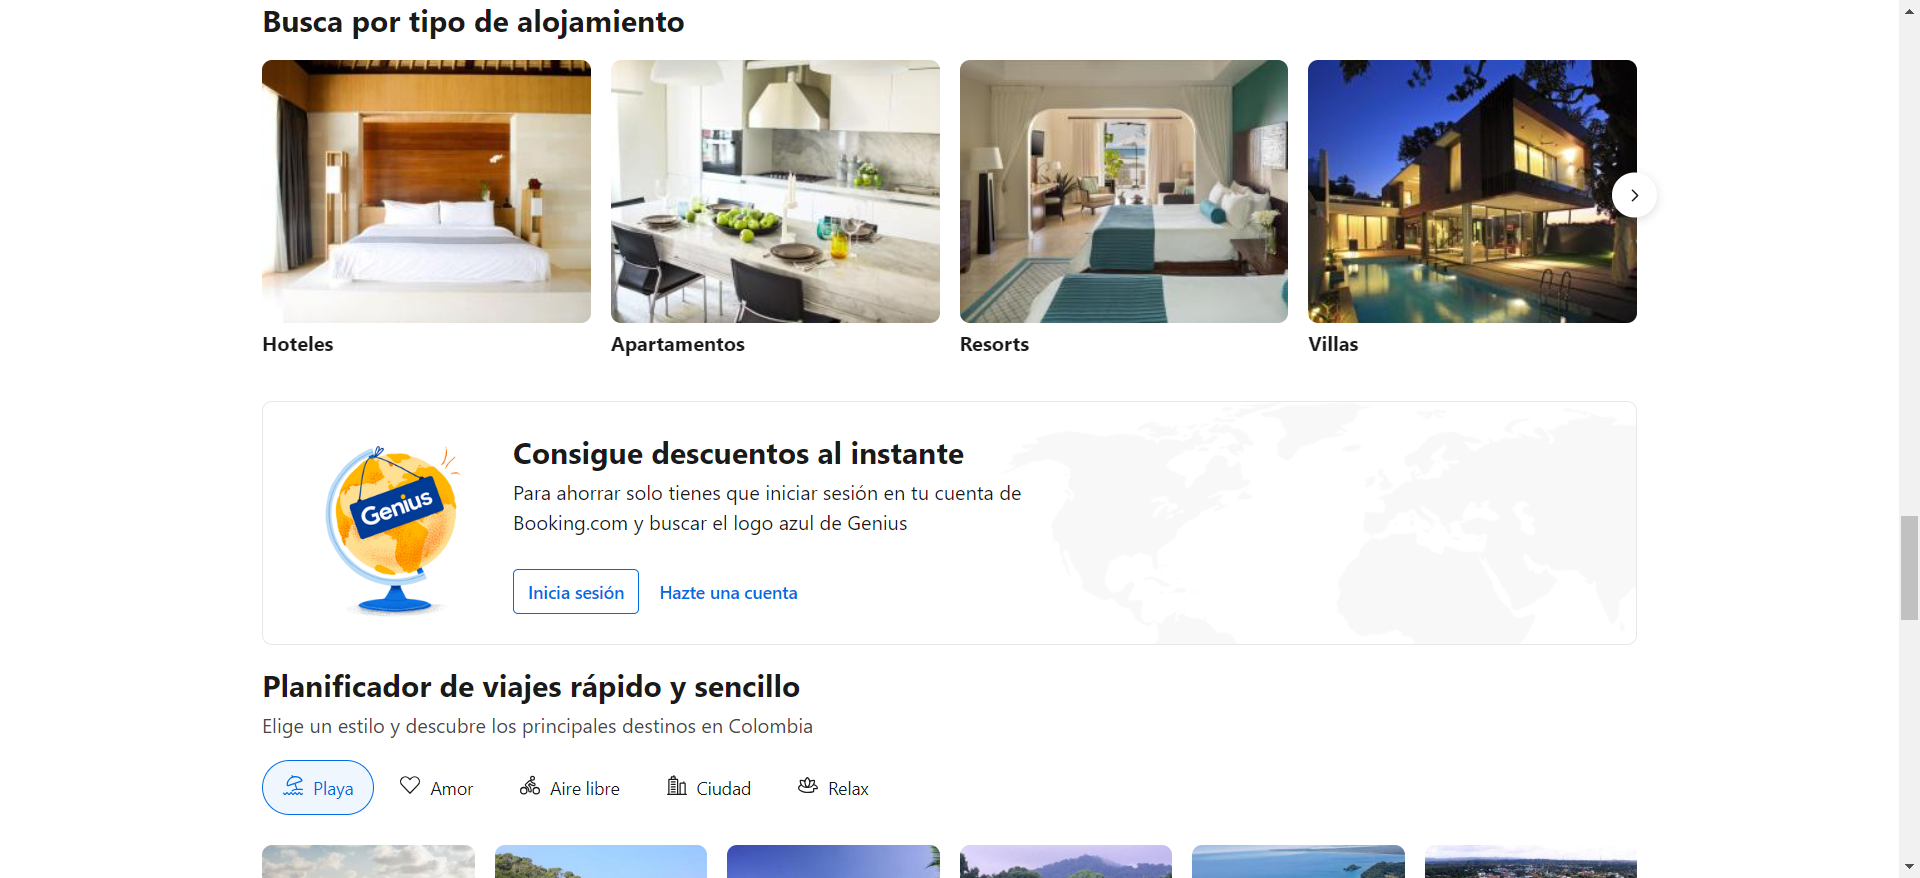 Busca por tipo de alojamiento
Hoteles
Apartamentos
Resorts
Villas
Genius
Consigue descuentos al instante
Para ahorrar solo tienes que iniciar sesión en tu cuenta de
Booking.com y buscar el logo azul de Genius
Inicia sesión
Hazte una cuenta
Planificador de viajes rápido y sencillo
Elige un estilo y descubre los principales destinos en Colombia
Playa
Amor
Aire libre
Ciudad
Relax